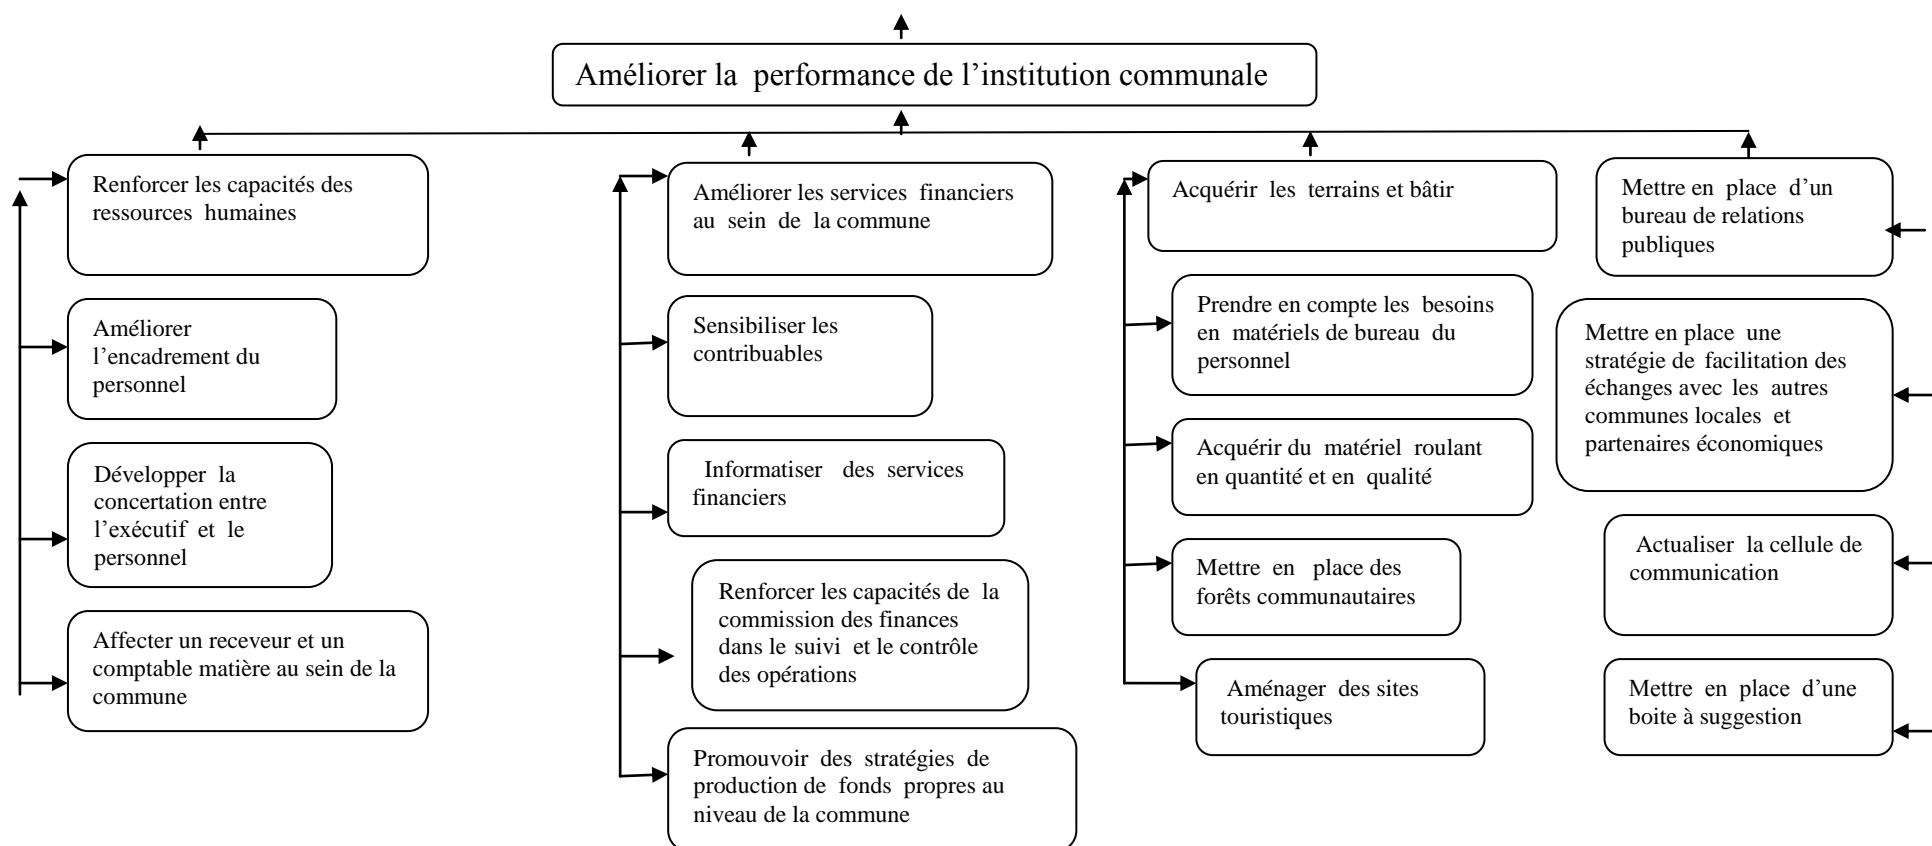 Améliorer la performance de l’institution communale
Renforcer les capacités des
ressources humaines
Améliorer
l’encadrement du
personnel
Développer la
concertation entre
l’exécutif et le
personnel
Affecter un receveur et un
comptable matière au sein de la
commune
Améliorer les services financiers
au sein de la commune
Sensibiliser les
contribuables
Informatiser des services
financiers
Renforcer les capacités de la
commission des finances
dans le suivi et le contrôle
des opérations
Promouvoir des stratégies de
production de fonds propres au
niveau de la commune
Acquérir les terrains et bâtir
Prendre en compte les besoins
en matériels de bureau du
personnel
Acquérir du matériel roulant
en quantité et en qualité
Mettre en place des
forêts communautaires
Aménager des sites
touristiques
Mettre en place d’un
bureau de relations
publiques
Mettre en place une
stratégie de facilitation des
échanges avec les autres
communes locales et
partenaires économiques
Actualiser la cellule de
communication
Mettre en place d’une
boite à suggestion